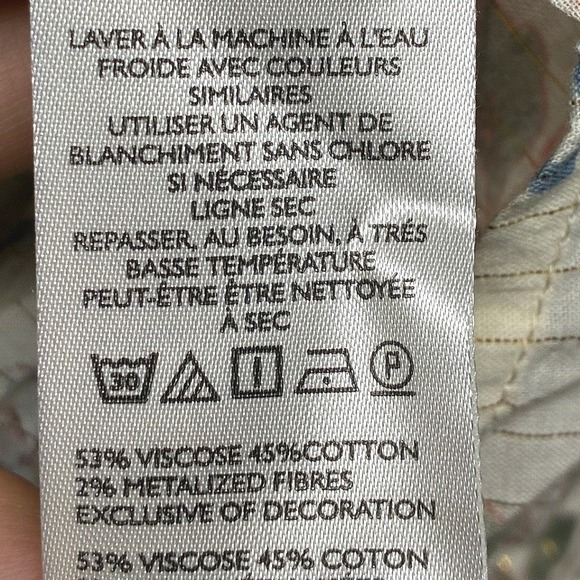 LAVER À LA MACHINE À L'EAU
FROIDE AVEC COULEURS
SIMILAIRES
UTILISER UN AGENT DE
BLANCHIMENT SANS CHLORE
SI NÉCESSAIRE
LIGNE SEC
REPASSER, AU BESOIN, À TRÉS
BASSE TEMPÉRATURE
PEUT-ÊTRE ÊTRE NETTOYÉE
À SEC
30 P
53% VISCOSE 45%COTTON
2% METALIZED FIBRES
EXCLUSIVE OF DECORATION
53% VISCOSE 45% COTON